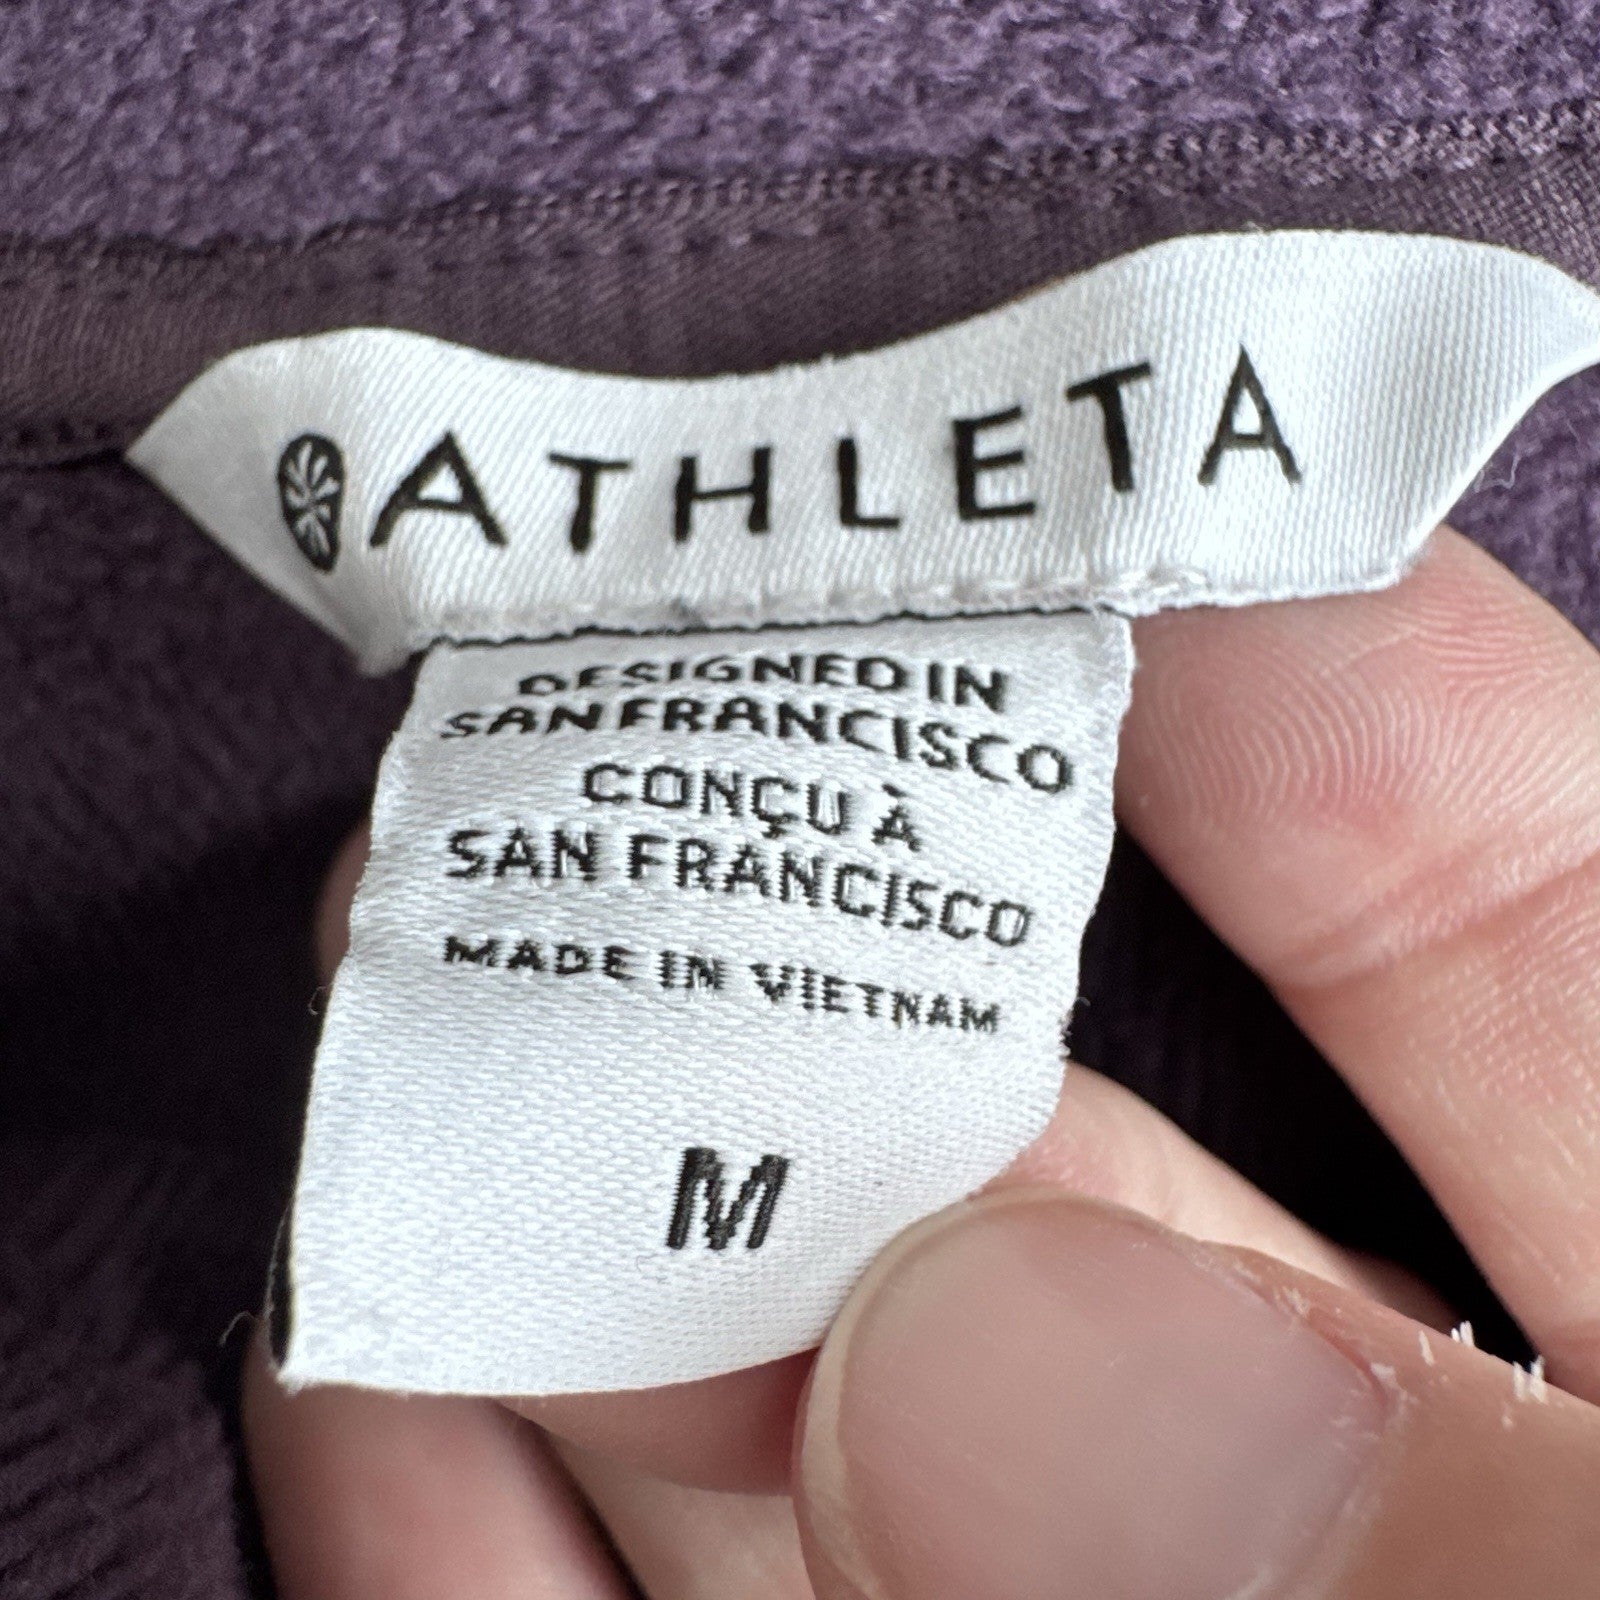 ATHLETA
DESIGNED IN
SAN FRANCISCO
CONÇU À
SAN FRANCISCO
MADE IN VIETNAM
M